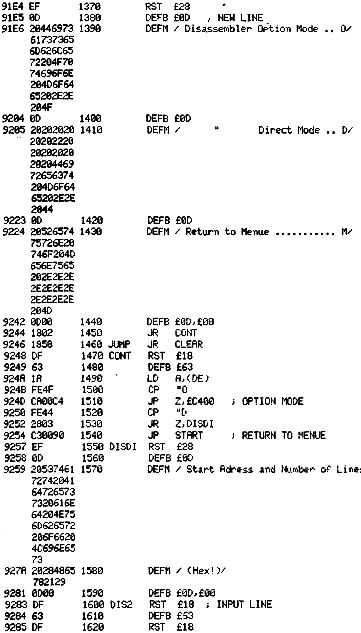 91E4 EF 1370 RST £28
91E5 0D 1380 DEFB £0D ; NEW LINE
91E6 20446973 1390 DEFM / Disassembler Option Mode .. O/
61737365
6D626C65
72204F70
74696F6E
204D6F64
65202E2E
204F
9204 0D 1400 DEFB £0D
9205 20202020 1410 DEFM / " Direct Mode .. D/
20202220
20202020
20204469
72656374
204D6F64
65202E2E
2044
9223 0D 1420 DEFB £0D
9224 20526574 1430 DEFM / Return to Menue ........... M/
75726E20
746F204D
656E7565
202E2E2E
2E2E2E2E
2E2E2E2E
204D
9242 0D00 1440 DEFB £0D,£00
9244 1802 1450 JR CONT
9246 1858 1460 JUMP JR CLEAR
9248 DF 1470 CONT RST £18
9249 63 1480 DEFB £63
924A 1A 1490 LD A,(DE)
924B FE4F 1500 CP "O
924D CA00C4 1510 JP Z,£C400 ; OPTION MODE
9250 FE44 1520 CP "D
9252 2803 1530 JR Z,DISDI
9254 C30090 1540 JP START ; RETURN TO MENUE
9257 EF 1550 DISDI RST £28
9258 0D 1560 DEFB £0D
9259 20537461 1570 DEFM / Start Adress and Number of Line:
72742041
64726573
7320616E
64204E75
6D626572
206F6620
4C696E65
73
927A 20284865 1580 DEFM / (Hex!)/
782129
9281 0D00 1590 DEFB £0D,£00
9283 DF 1600 DIS2 RST £18 ; INPUT LINE
9284 63 1610 DEFB £63
9285 DF 1620 RST £18